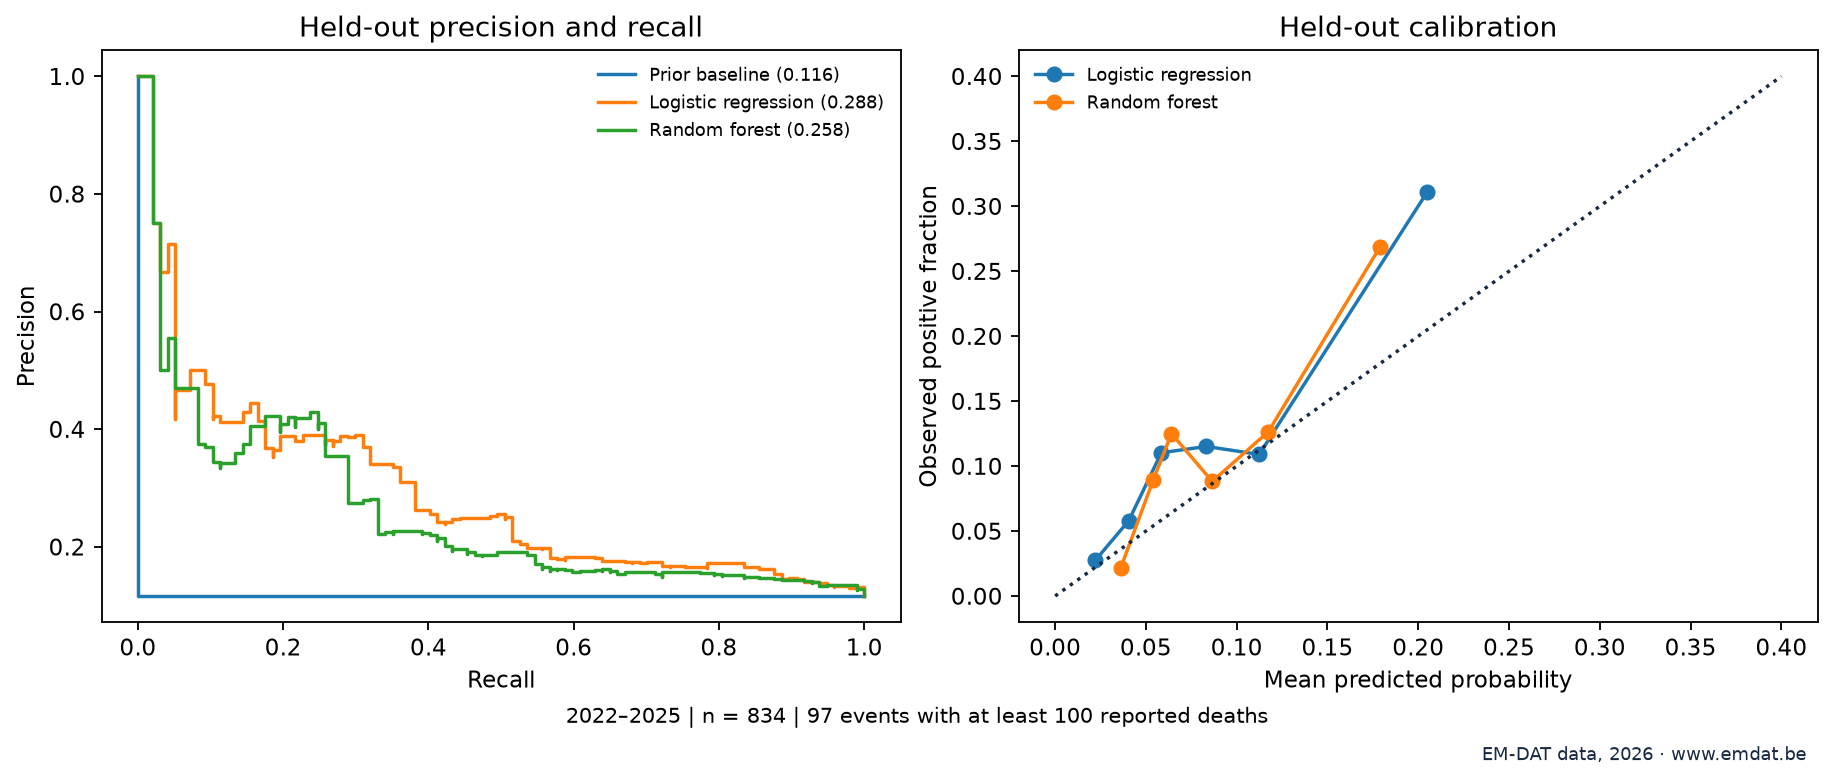 Held-out precision and recall
1.0
0.8
0.6
0.4
0.2
Precision
Prior baseline (0.116)
Logistic regression (0.288)
Random forest (0.258)
0.0 0.2 0.4 0.6 0.8 1.0
Recall
Held-out calibration
0.40
0.35
0.30
0.25
0.20
0.15
0.10
0.05
0.00
Observed positive fraction
Logistic regression
Random forest
0.00 0.05 0.10 0.15 0.20 0.25 0.30 0.35 0.40
Mean predicted probability
2022–2025 | n = 834 | 97 events with at least 100 reported deaths
EM-DAT data, 2026 · www.emdat.be